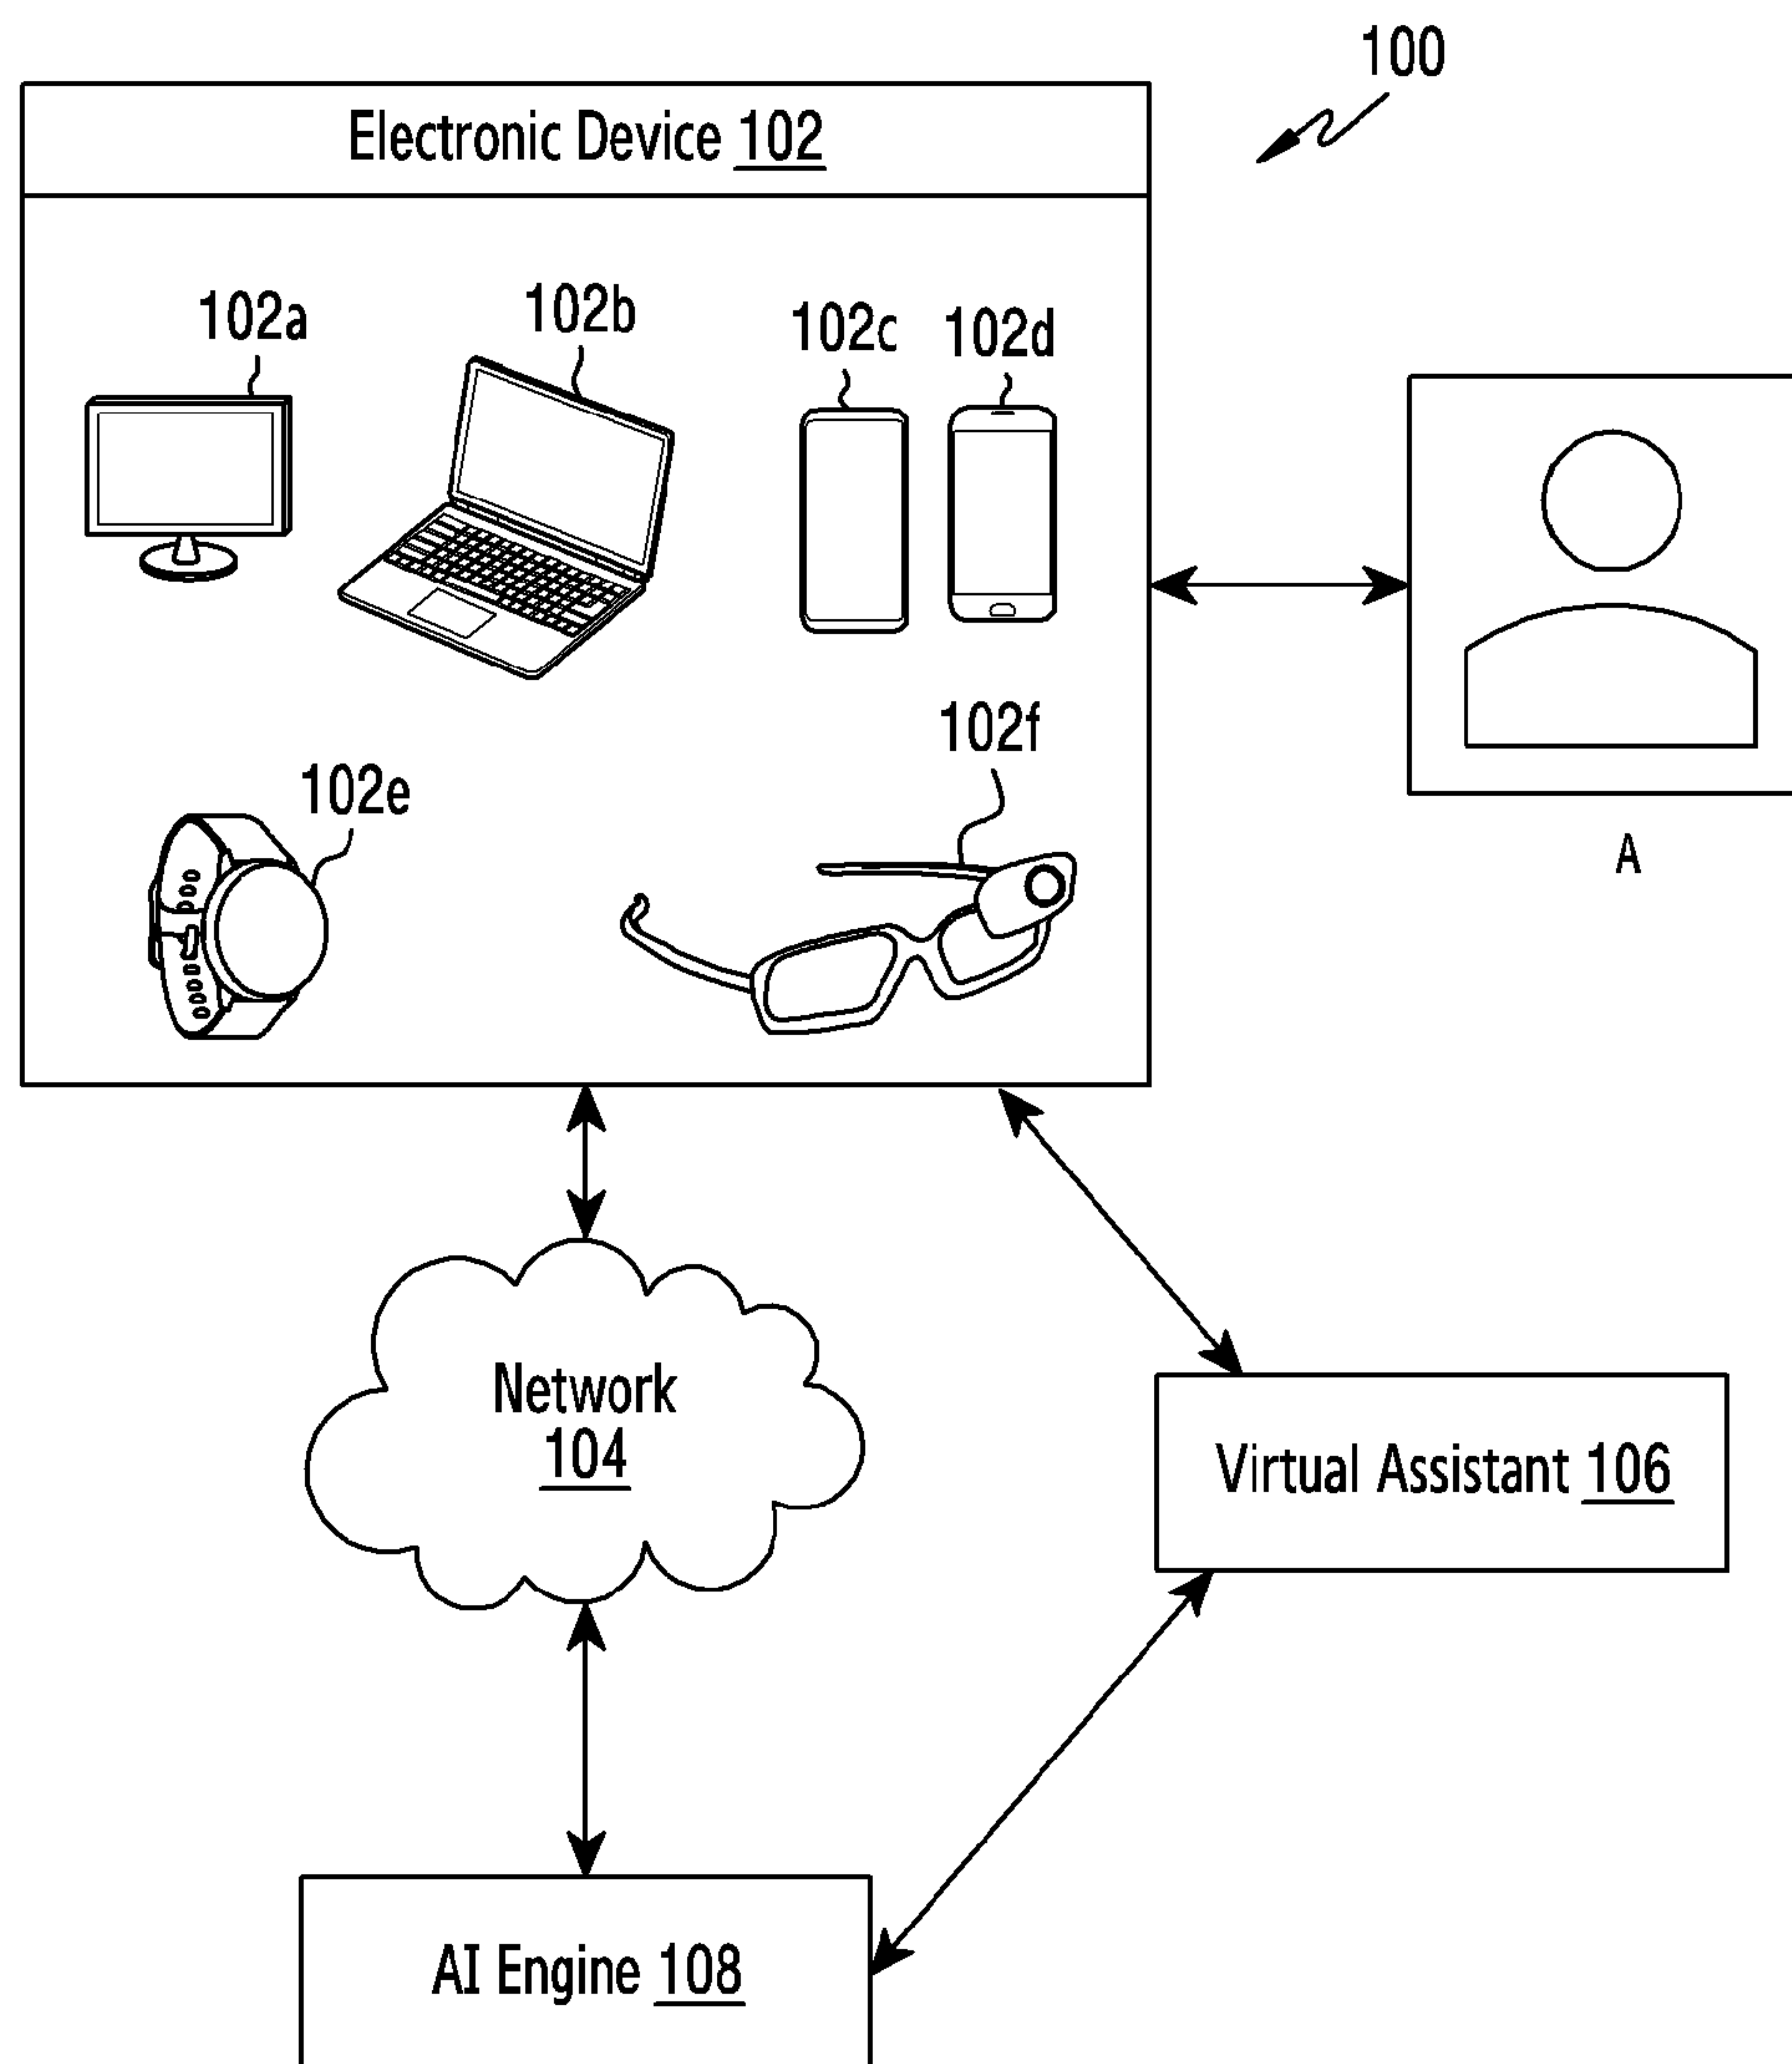 100
Electronic Device 102
102a
102b
102c
102d
102e
102f
A
Network
104
Virtual Assistant 106
AI Engine 108